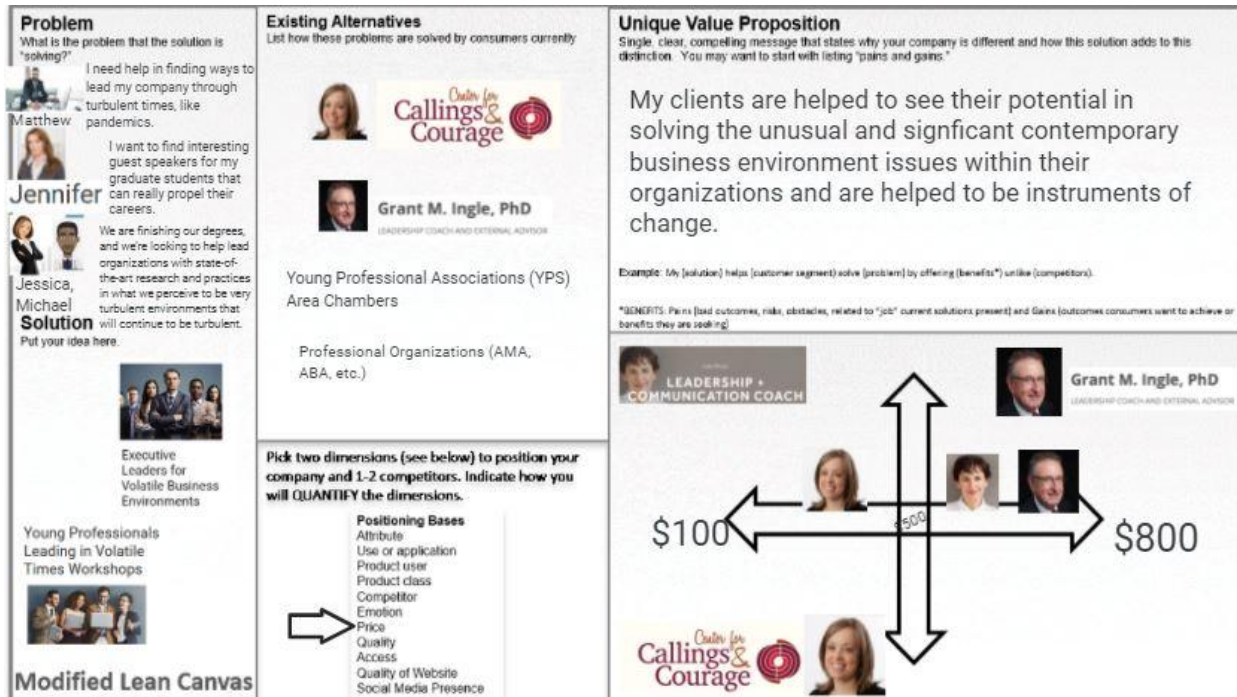 Problem
What is the problem that the solution is
"solving?"
I need help in finding ways to
lead my company through
turbulent times, like
pandemics.
Matthew
I want to find interesting
guest speakers for my
graduate students that
can really propel their
careers.
Jennifer
We are finishing our degrees,
and we're looking to help lead
organizations with state-of-
the-art research and practices
in what we perceive to be very
turbulent environments that
will continue to be turbulent.
Jessica,
Michael
Solution
Put your idea here.
Executive
Leaders for
Volatile Business
Environments
Young Professionals
Leading in Volatile
Times Workshops
Modified Lean Canvas
Existing Alternatives
List how these problems are solved by consumers currently
Center for
Callings &
Courage
Grant M. Ingle, PhD
LEADERSHIP COACH AND EXTERNAL ADVISOR
Young Professional Associations (YPS)
Area Chambers
Professional Organizations (AMA,
ABA, etc.)
Pick two dimensions (see below) to position your
company and 1-2 competitors. Indicate how you
will QUANTIFY the dimensions.
Positioning Bases
Attribute
Use or application
Product user
Product class
Competitor
Emotion
Price
Quality
Access
Quality of Website
Social Media Presence
Unique Value Proposition
Single, clear, compelling message that states why your company is different and how this solution adds to this
distinction. You may want to start with listing "pains and gains."
My clients are helped to see their potential in
solving the unusual and signficant contemporary
business environment issues within their
organizations and are helped to be instruments of
change.
Example: My (solution) helps (customer segment) solve (problem) by offering (benefits*) unlike (competitors).
*BENEFITS: Pains (bad outcomes, risks, obstacles, related to "job" current solutions present) and Gains (outcomes consumers want to achieve or
benefits they are seeking)
LEADERSHIP +
COMMUNICATION COACH
Grant M. Ingle, PhD
LEADERSHIP COACH AND EXTERNAL ADVISOR
$100
$500
$800
Center for
Callings &
Courage